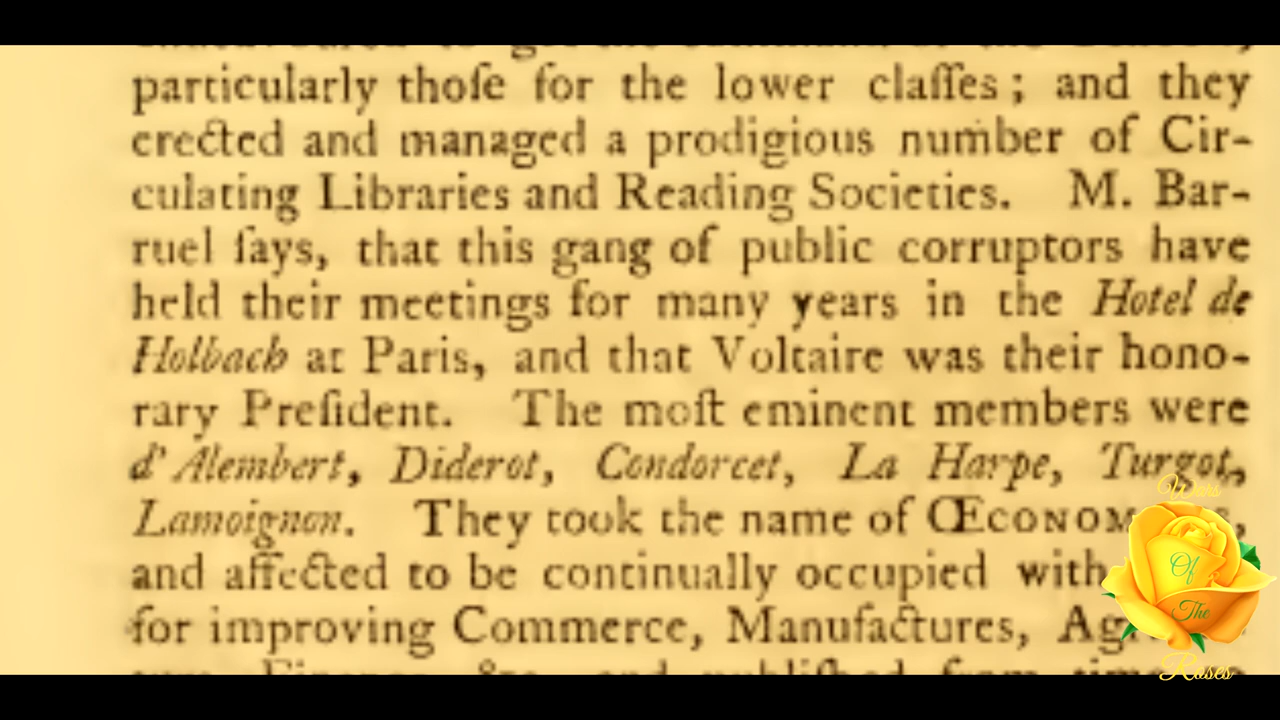 particularly thoſe for the lower claſſes; and they
erected and managed a prodigious number of Cir-
culating Libraries and Reading Societies. M. Bar-
ruel ſays, that this gang of public corruptors have
held their meetings for many years in the Hotel de
Holbach at Paris, and that Voltaire was their hono-
rary Preſident. The moſt eminent members were
d'Alembert, Diderot, Condorcet, La Harpe, Turgot,
Lamoignon. They took the name of
and affected to be continually occupied with
for improving Commerce, Manufactures,
Wars
Of
The
Roses